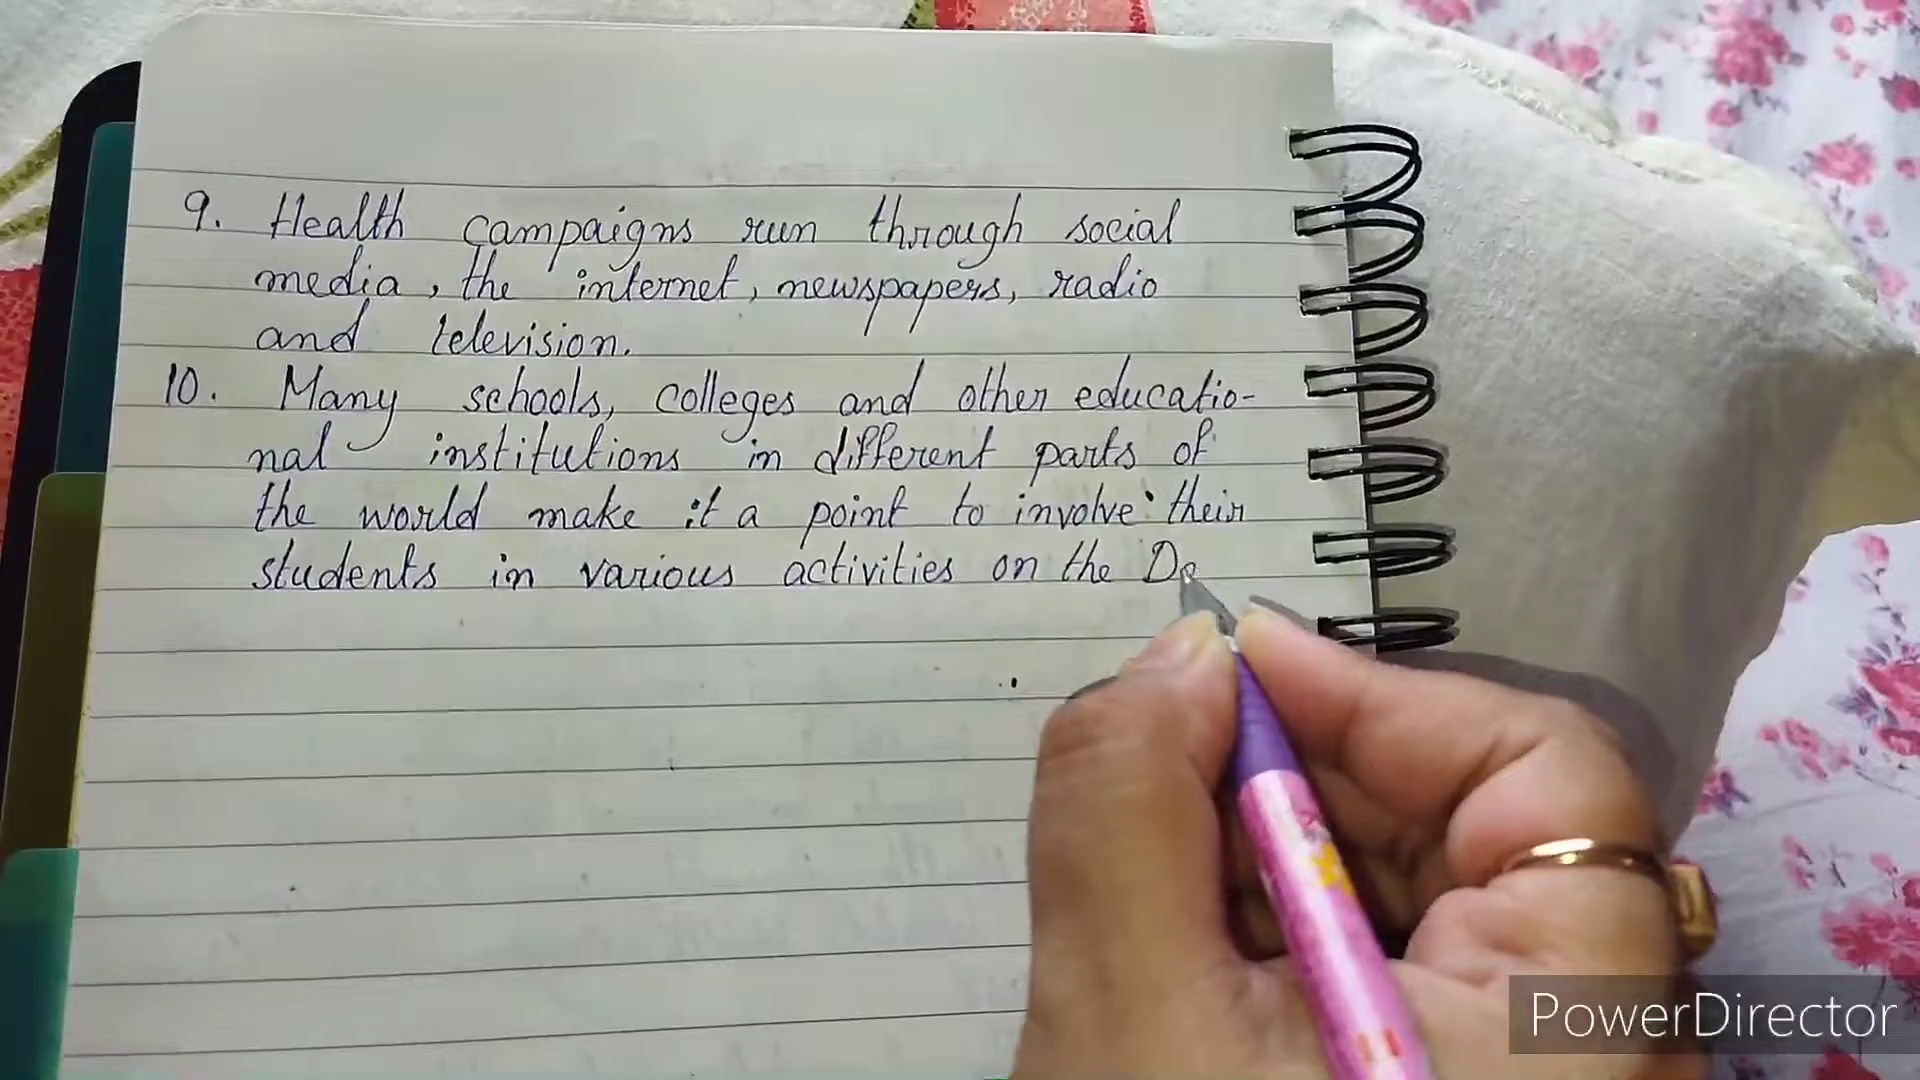 9. Health campaigns run through social
media, the internet, newspapers, radio
and television.
10. Many schools, colleges and other educatio-
nal institutions in different parts of
the world make it a point to involve their
students in various activities on the D
PowerDirector